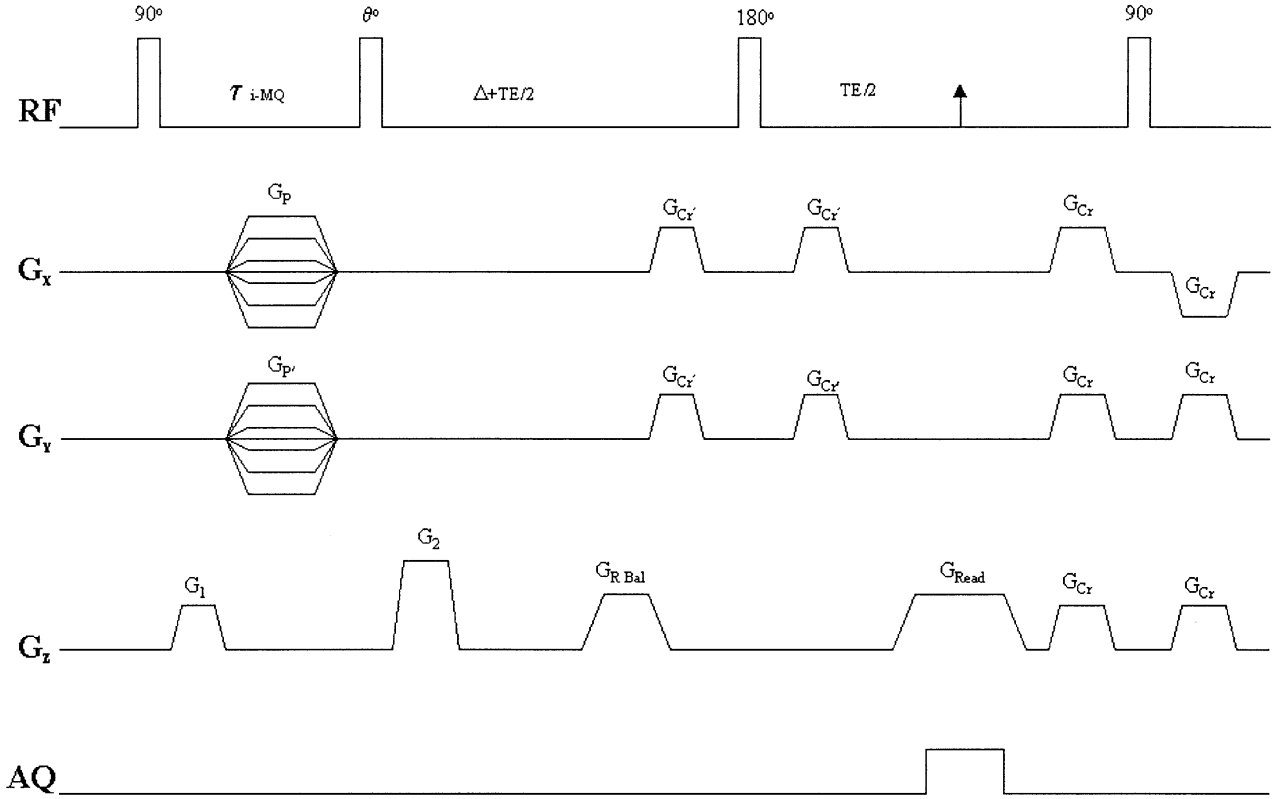 90° θ° 180° 90°
RF τ i-MQ Δ+TE/2 TE/2
G_P G_Cr′ G_Cr′ G_Cr
G_X G_Cr
G_P′ G_Cr′ G_Cr′ G_Cr G_Cr
G_Y
G_1 G_2 G_R Bal G_Read G_Cr G_Cr
G_Z
AQ